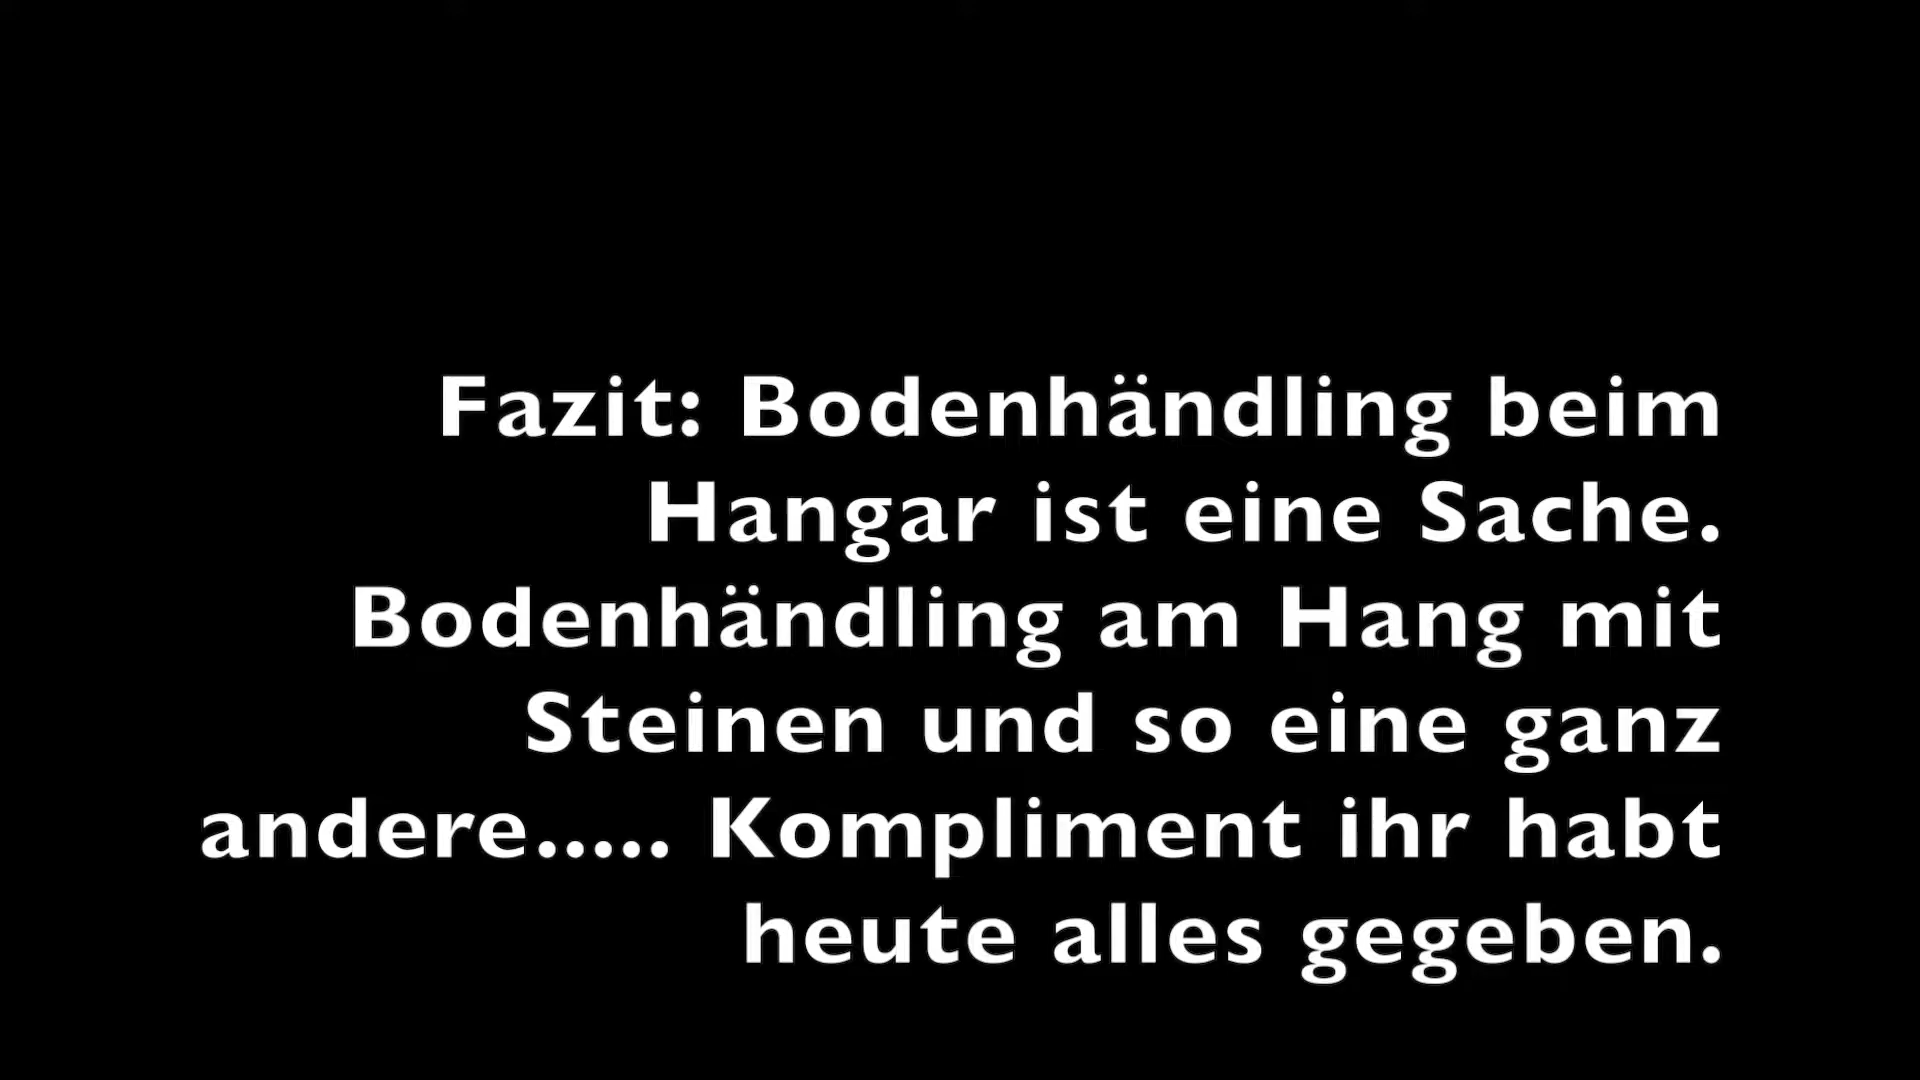 Fazit: Bodenhändling beim
Hangar ist eine Sache.
Bodenhändling am Hang mit
Steinen und so eine ganz
andere..... Kompliment ihr habt
heute alles gegeben.